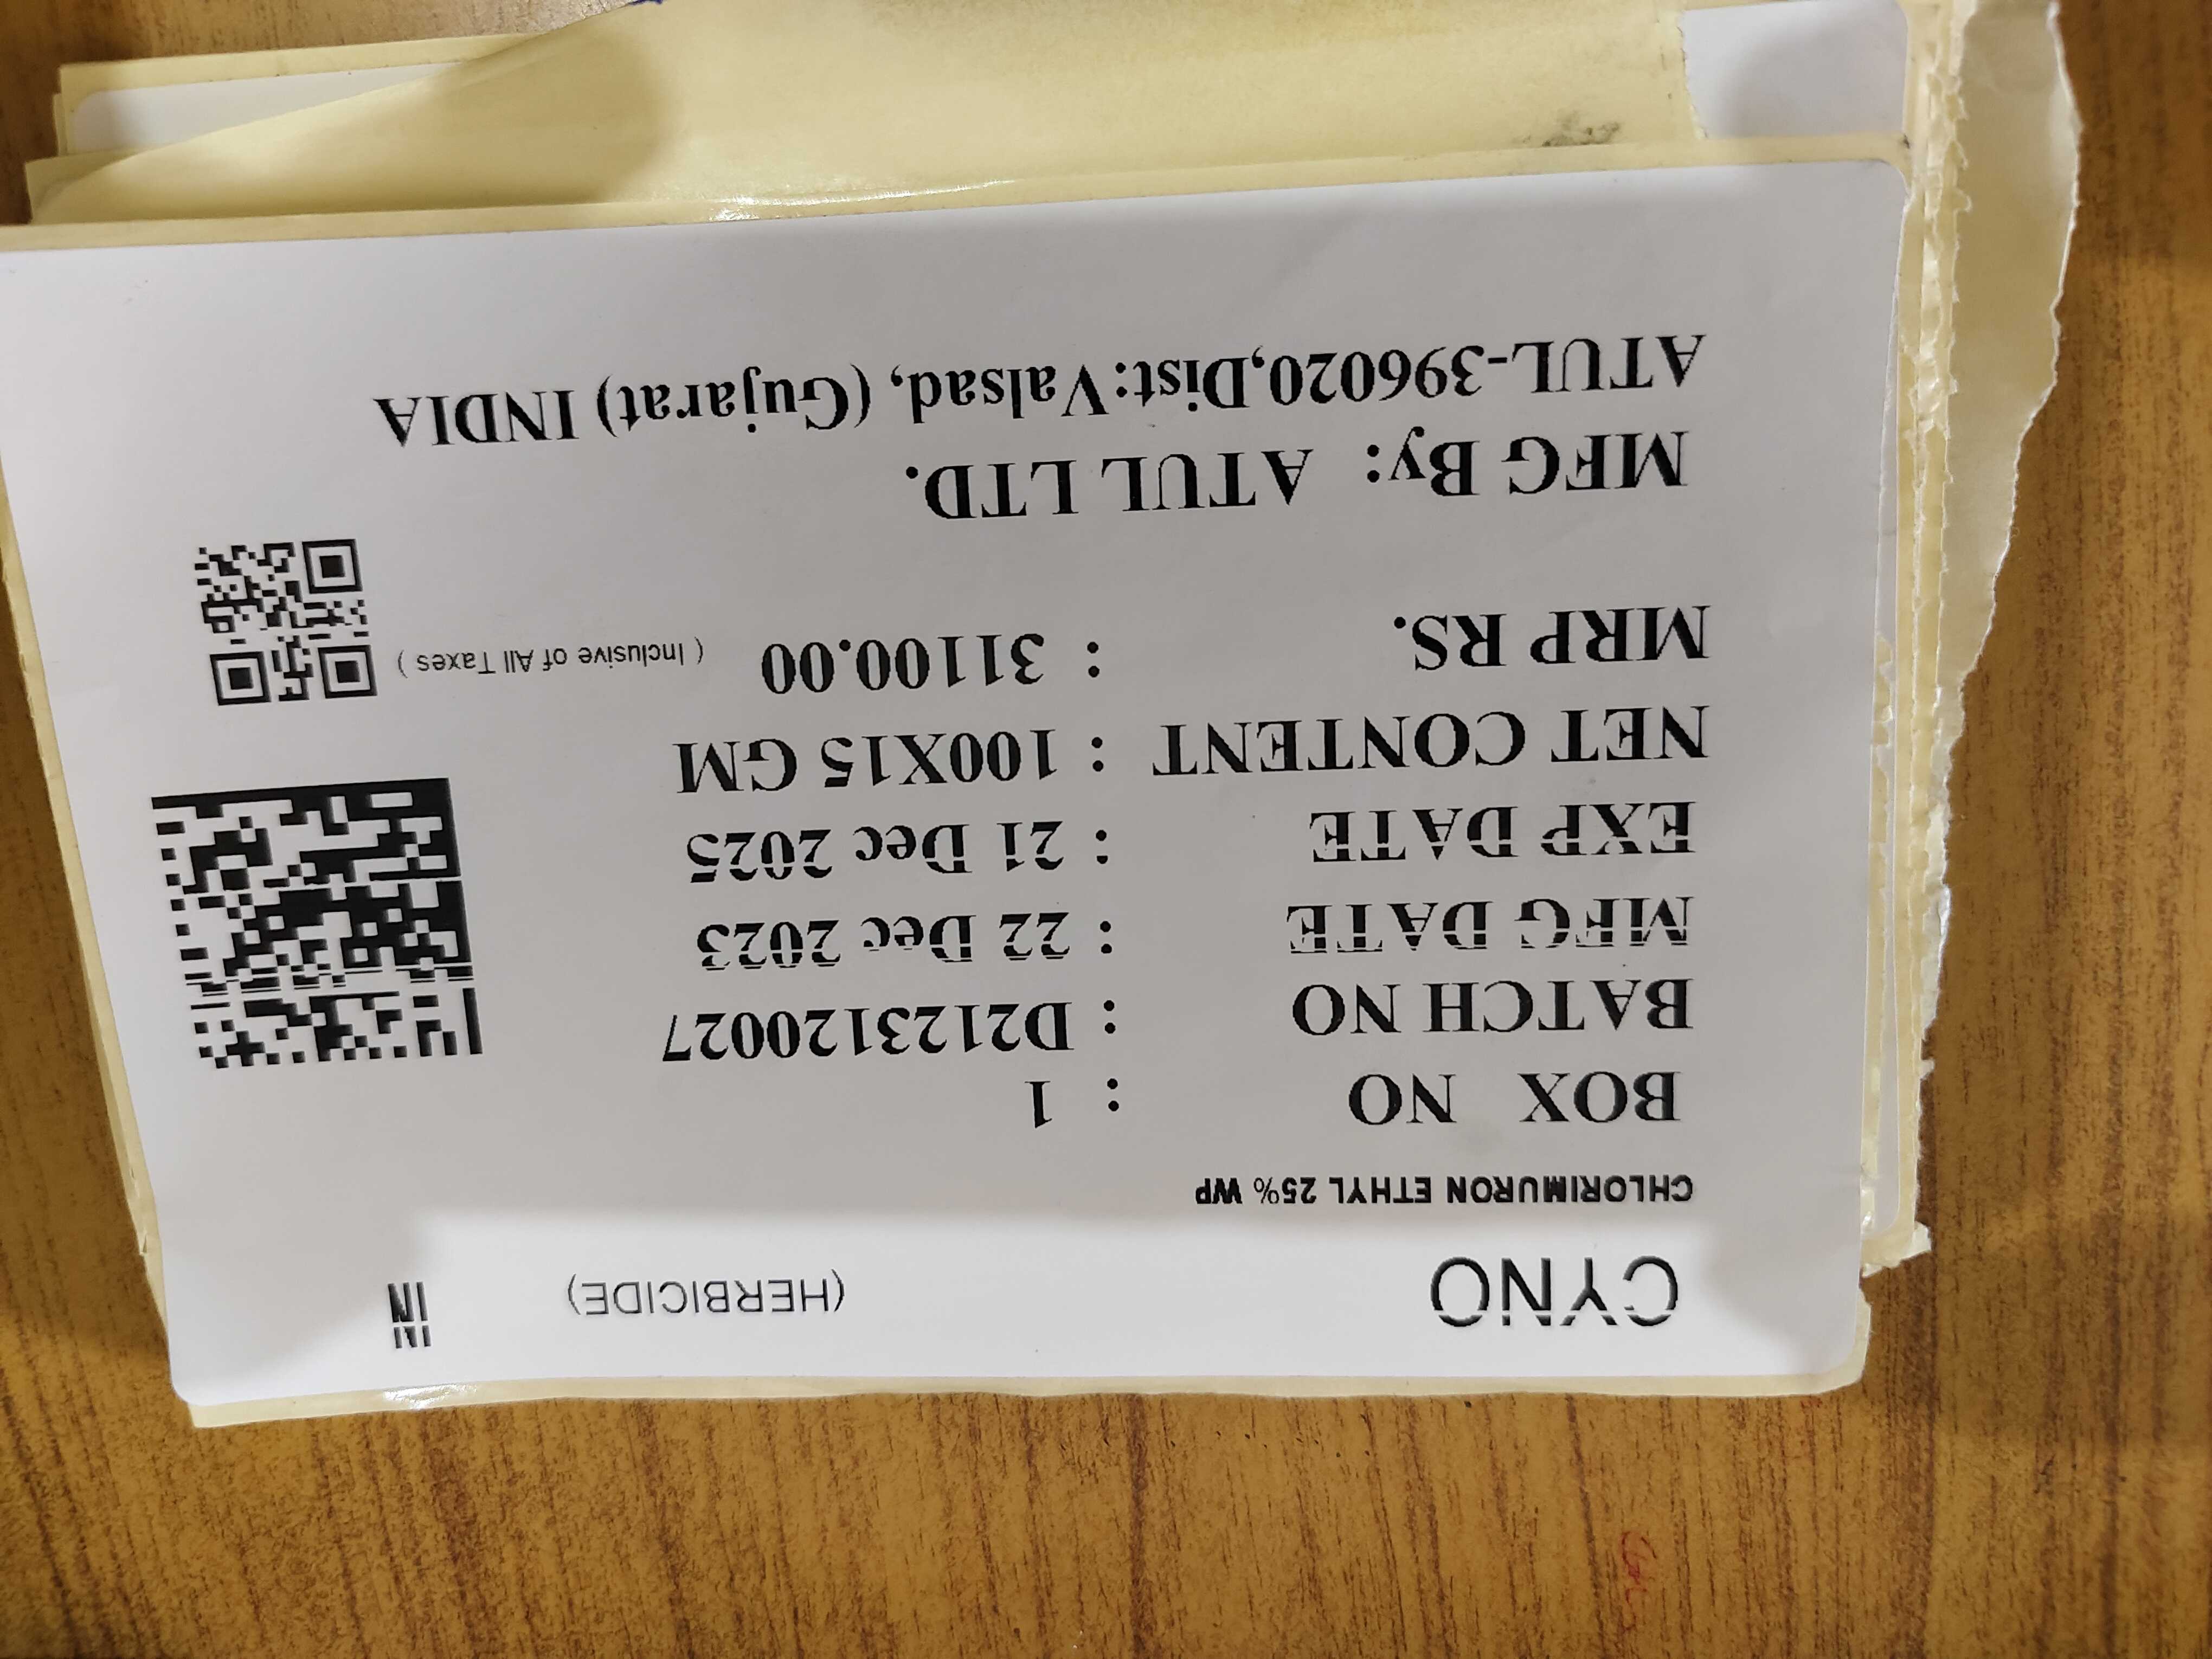 CYNO (HERBICIDE)
CHLORIMURON ETHYL 25% WP
BOX NO : 1
BATCH NO : D2123120027
MFG DATE : 22 Dec 2023
EXP DATE : 21 Dec 2025
NET CONTENT : 100X15 GM
MRP RS. : 31100.00 ( Inclusive of All Taxes )
MFG By: ATUL LTD.
ATUL-396020,Dist:Valsad, (Gujarat) INDIA